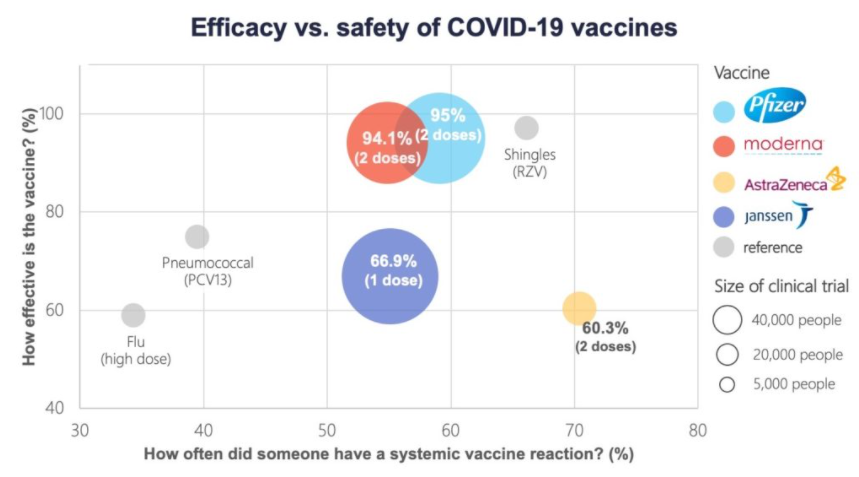 Efficacy vs. safety of COVID-19 vaccines
How effective is the vaccine? (%)
100
80
60
40
30
40
50
60
70
80
How often did someone have a systemic vaccine reaction? (%)
94.1%
(2 doses)
95%
(2 doses)
Shingles
(RZV)
Pneumococcal
(PCV13)
66.9%
(1 dose)
60.3%
(2 doses)
Flu
(high dose)
Vaccine
Pfizer
moderna
AstraZeneca
Janssen
reference
Size of clinical trial
40,000 people
20,000 people
5,000 people